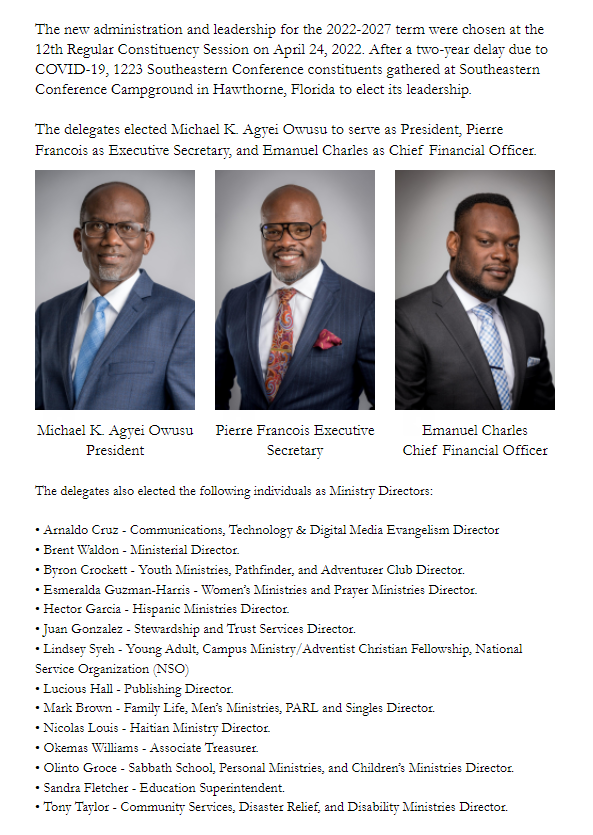 The new administration and leadership for the 2022-2027 term were chosen at the
12th Regular Constituency Session on April 24, 2022. After a two-year delay due to
COVID-19, 1223 Southeastern Conference constituents gathered at Southeastern
Conference Campground in Hawthorne, Florida to elect its leadership.
The delegates elected Michael K. Agyei Owusu to serve as President, Pierre
Francois as Executive Secretary, and Emanuel Charles as Chief Financial Officer.
Michael K. Agyei Owusu
President
Pierre Francois Executive
Secretary
Emanuel Charles
Chief Financial Officer
The delegates also elected the following individuals as Ministry Directors:
• Arnaldo Cruz - Communications, Technology & Digital Media Evangelism Director
• Brent Waldon - Ministerial Director.
• Byron Crockett - Youth Ministries, Pathfinder, and Adventurer Club Director.
• Esmeralda Guzman-Harris - Women's Ministries and Prayer Ministries Director.
• Hector Garcia - Hispanic Ministries Director.
• Juan Gonzalez - Stewardship and Trust Services Director.
• Lindsey Syeh - Young Adult, Campus Ministry/Adventist Christian Fellowship, National
Service Organization (NSO)
• Lucious Hall - Publishing Director.
• Mark Brown - Family Life, Men's Ministries, PARL and Singles Director.
• Nicolas Louis - Haitian Ministry Director.
• Okemas Williams - Associate Treasurer.
• Olinto Groce - Sabbath School, Personal Ministries, and Children's Ministries Director.
• Sandra Fletcher - Education Superintendent.
• Tony Taylor - Community Services, Disaster Relief, and Disability Ministries Director.